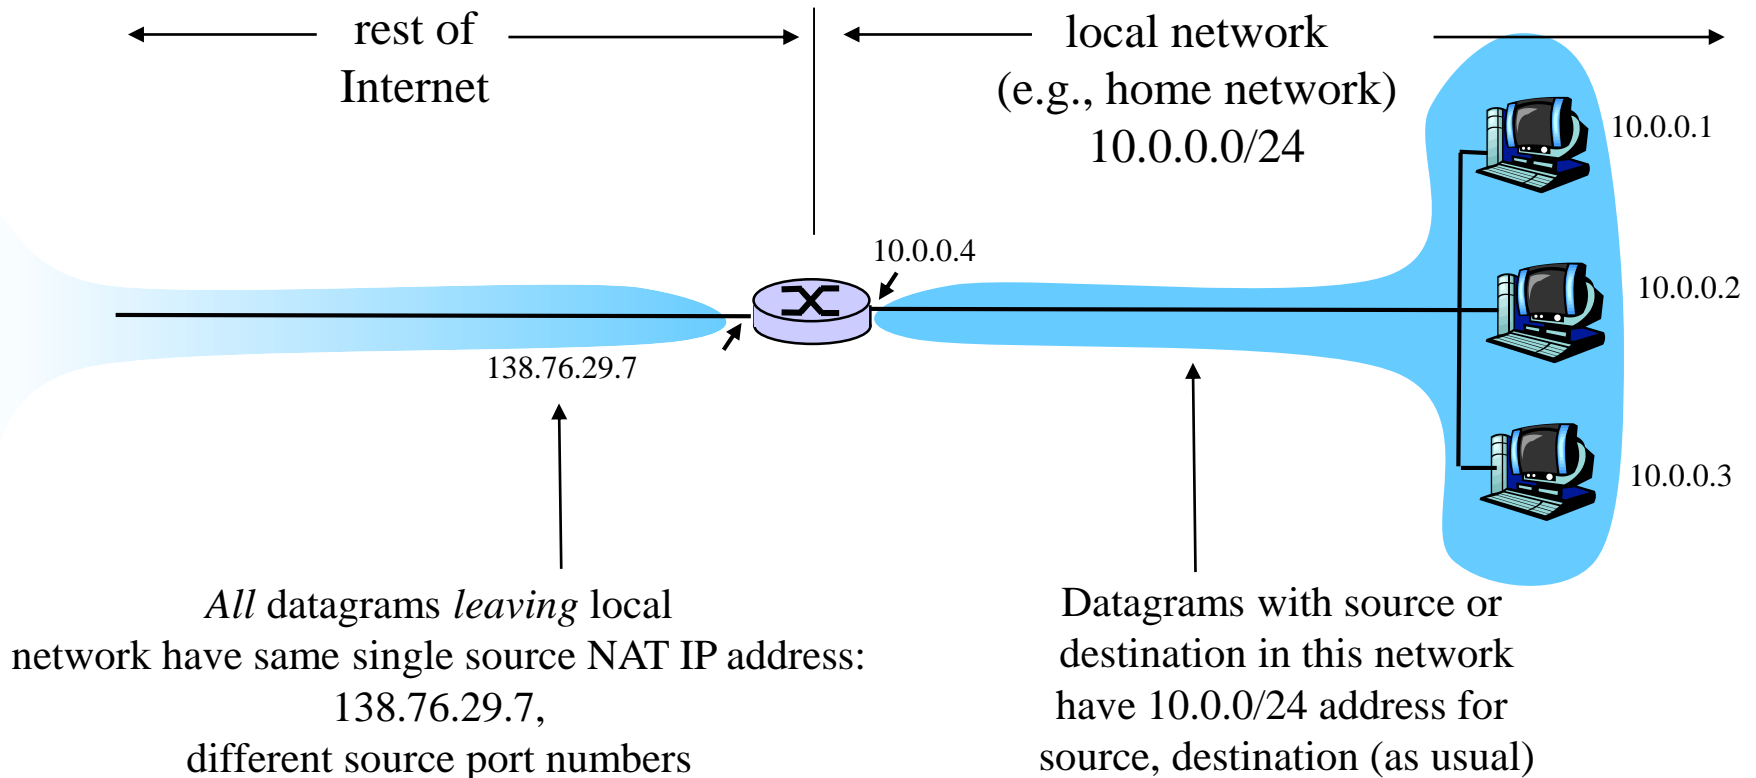 rest of
Internet
local network
(e.g., home network)
10.0.0.0/24
10.0.0.1
10.0.0.4
10.0.0.2
138.76.29.7
10.0.0.3
All datagrams leaving local
network have same single source NAT IP address:
138.76.29.7,
different source port numbers
Datagrams with source or
destination in this network
have 10.0.0/24 address for
source, destination (as usual)